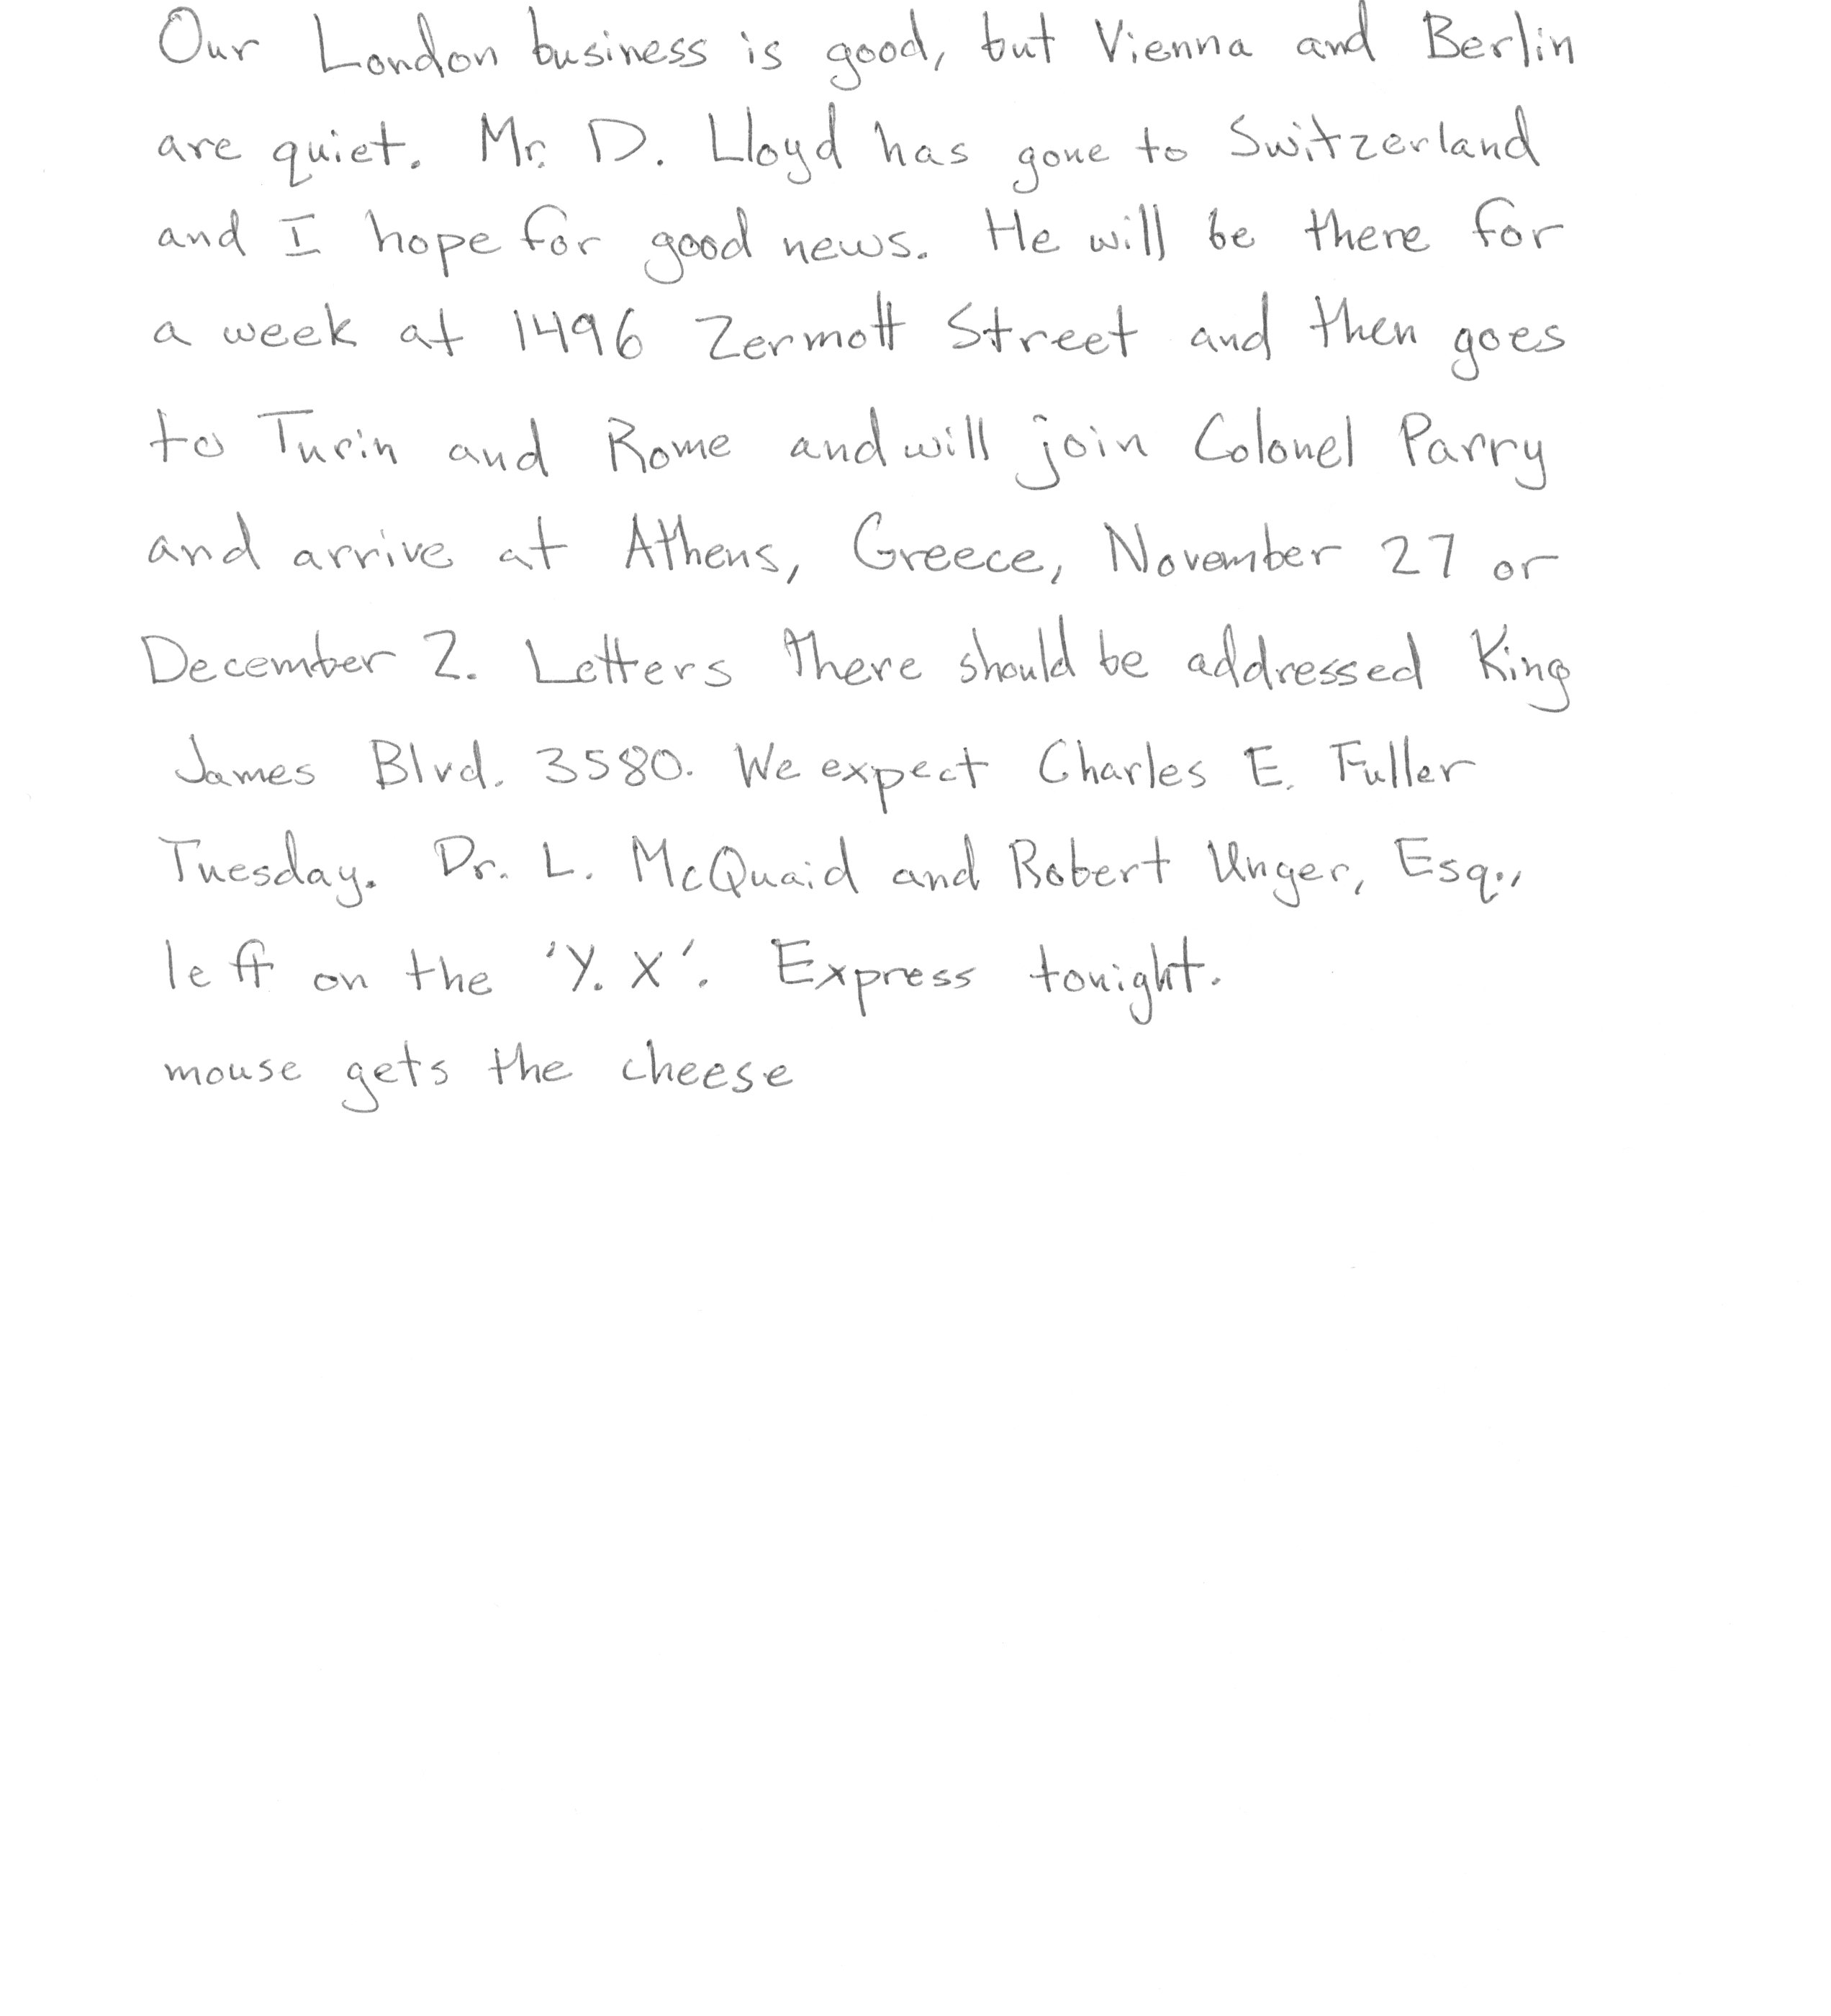 Our London business is good, but Vienna and Berlin
are quiet. Mr. D. Lloyd has gone to Switzerland
and I hope for good news. He will be there for
a week at 1496 Zermott Street and then goes
to Turin and Rome and will join Colonel Parry
and arrive at Athens, Greece, November 27 or
December 2. Letters there should be addressed King
James Blvd. 3580. We expect Charles E. Fuller
Tuesday. Dr. L. McQuaid and Robert Unger, Esq.,
left on the 'Y. X'. Express tonight.
mouse gets the cheese